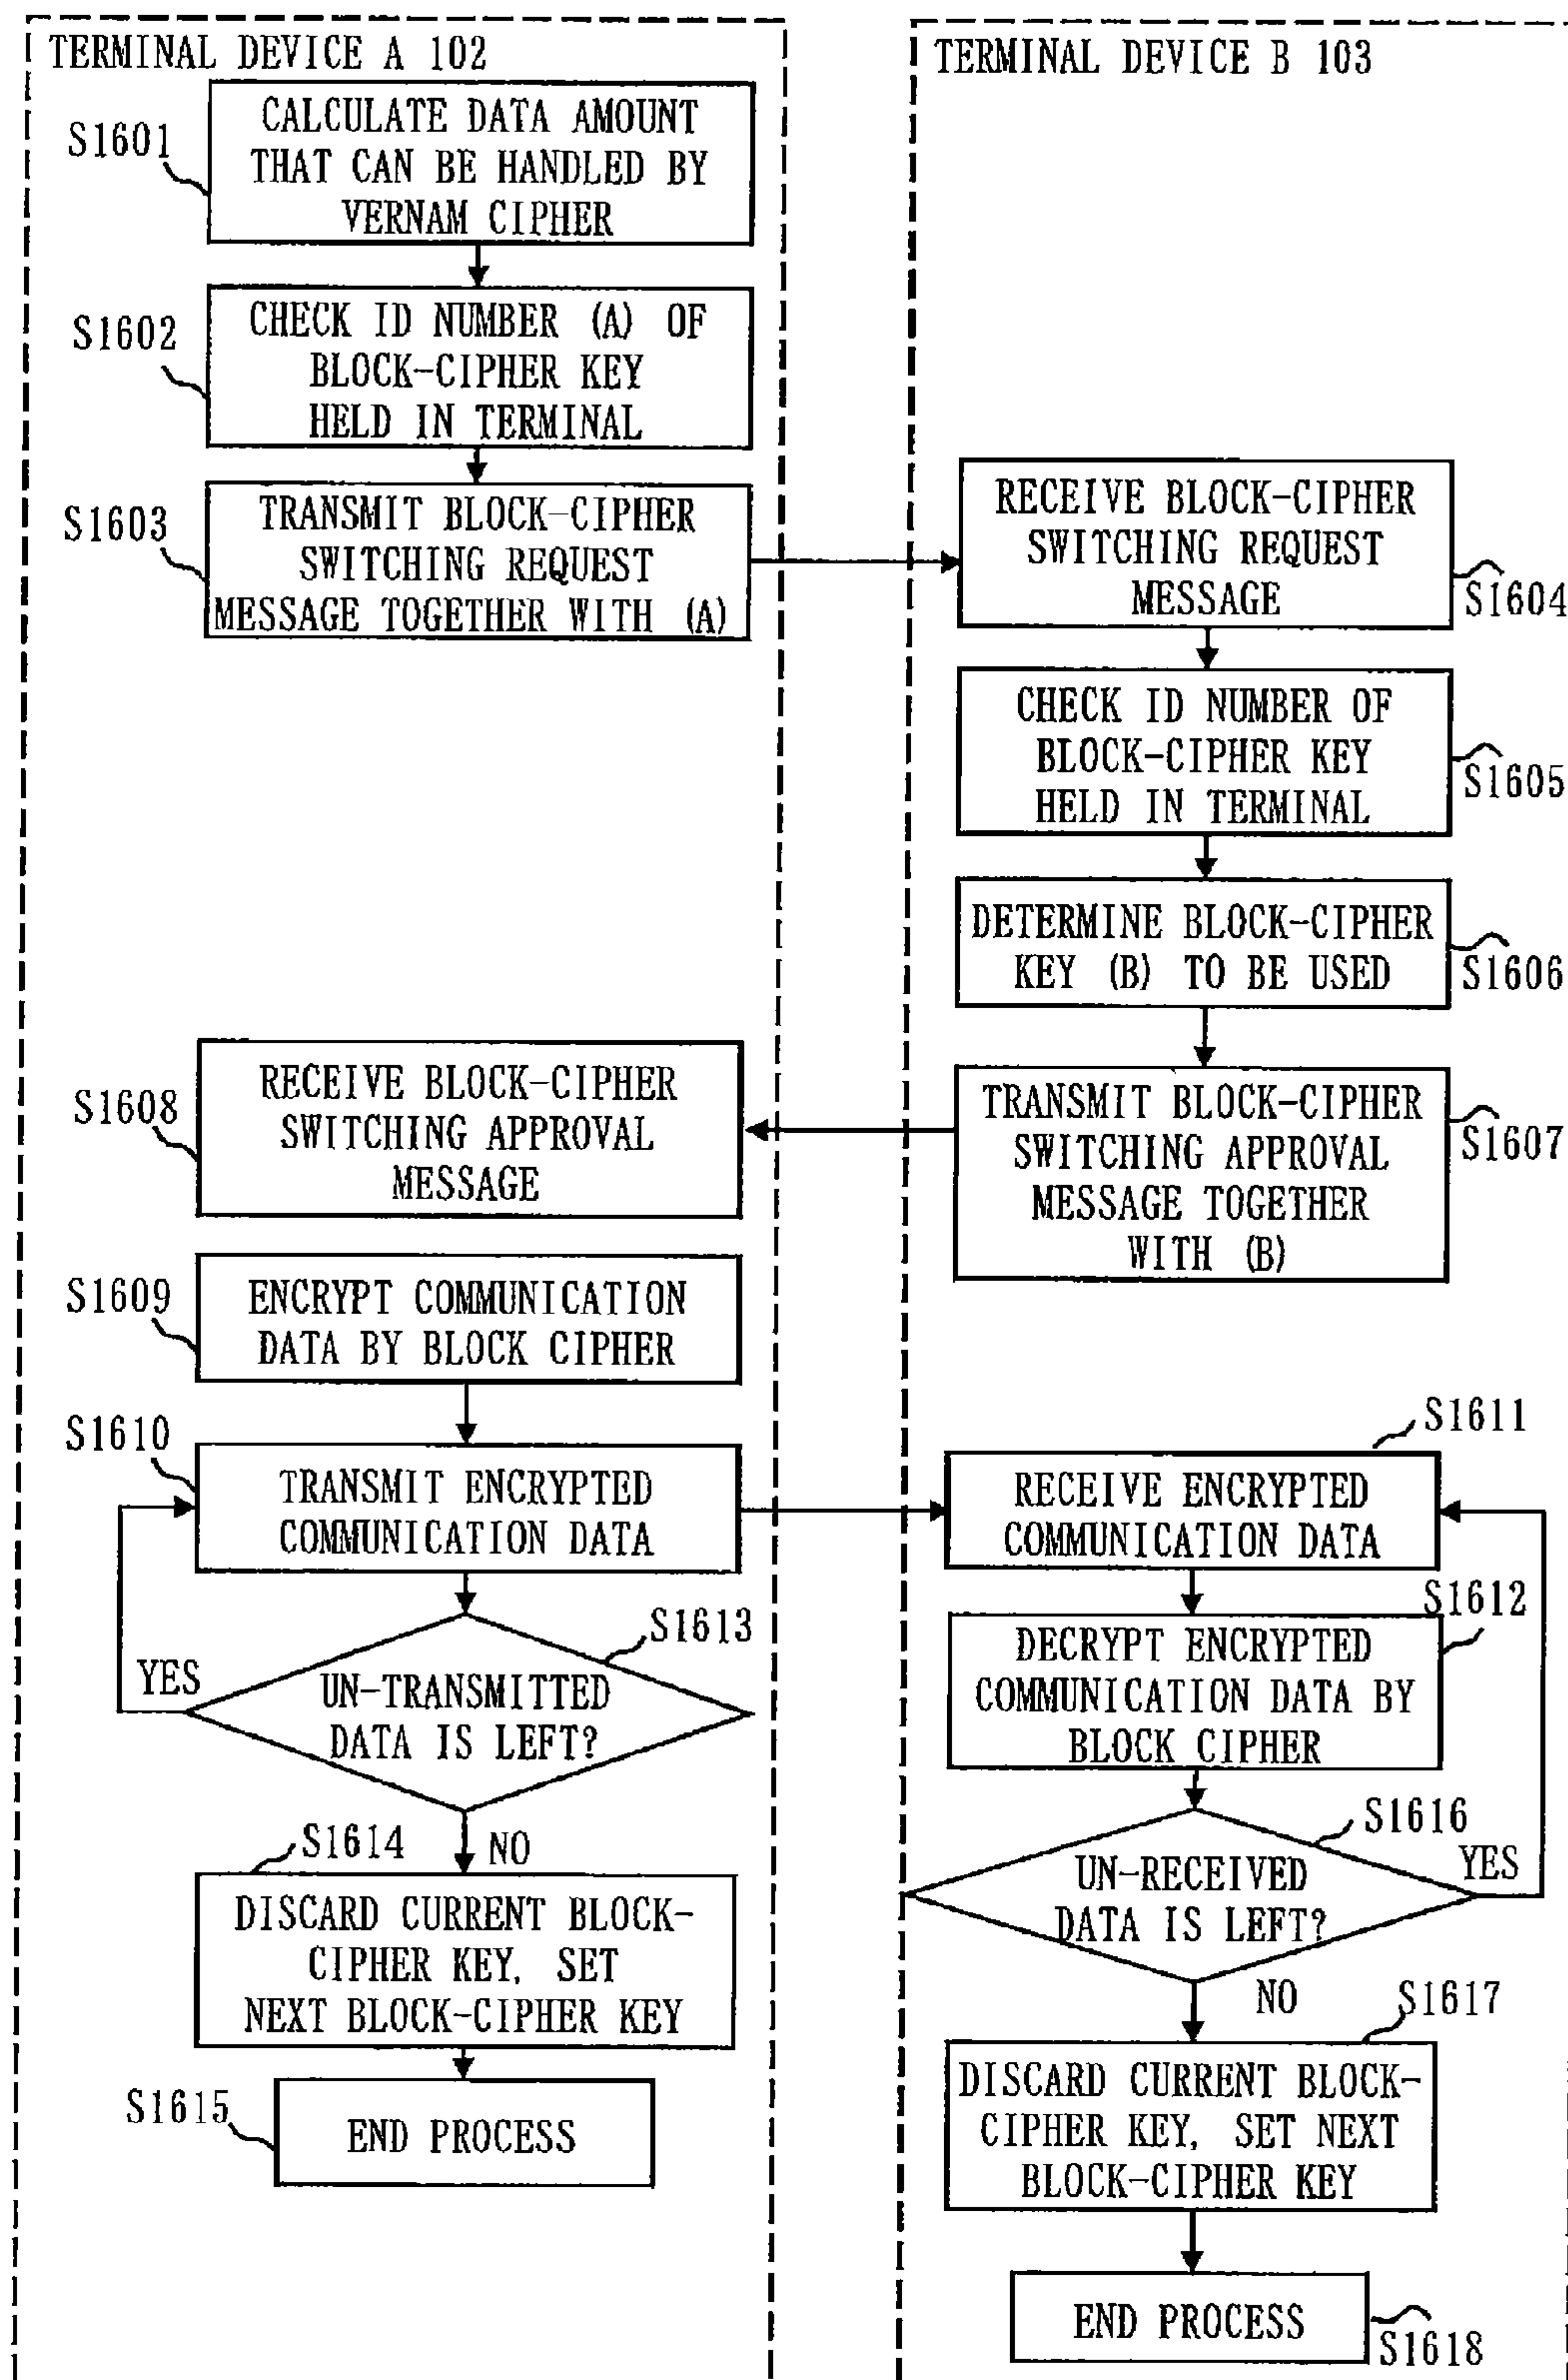 TERMINAL DEVICE A 102
S1601
CALCULATE DATA AMOUNT
THAT CAN BE HANDLED BY
VERNAM CIPHER
S1602
CHECK ID NUMBER (A) OF
BLOCK-CIPHER KEY
HELD IN TERMINAL
S1603
TRANSMIT BLOCK-CIPHER
SWITCHING REQUEST
MESSAGE TOGETHER WITH (A)
TERMINAL DEVICE B 103
RECEIVE BLOCK-CIPHER
SWITCHING REQUEST
MESSAGE
S1604
CHECK ID NUMBER OF
BLOCK-CIPHER KEY
HELD IN TERMINAL
S1605
DETERMINE BLOCK-CIPHER
KEY (B) TO BE USED
S1606
TRANSMIT BLOCK-CIPHER
SWITCHING APPROVAL
MESSAGE TOGETHER
WITH (B)
S1607
S1608
RECEIVE BLOCK-CIPHER
SWITCHING APPROVAL
MESSAGE
S1609
ENCRYPT COMMUNICATION
DATA BY BLOCK CIPHER
S1610
TRANSMIT ENCRYPTED
COMMUNICATION DATA
S1611
RECEIVE ENCRYPTED
COMMUNICATION DATA
S1612
DECRYPT ENCRYPTED
COMMUNICATION DATA BY
BLOCK CIPHER
S1613
YES
UN-TRANSMITTED
DATA IS LEFT?
NO
S1614
DISCARD CURRENT BLOCK-
CIPHER KEY, SET
NEXT BLOCK-CIPHER KEY
S1615
END PROCESS
S1616
YES
UN-RECEIVED
DATA IS LEFT?
NO
S1617
DISCARD CURRENT BLOCK-
CIPHER KEY, SET NEXT
BLOCK-CIPHER KEY
END PROCESS
S1618